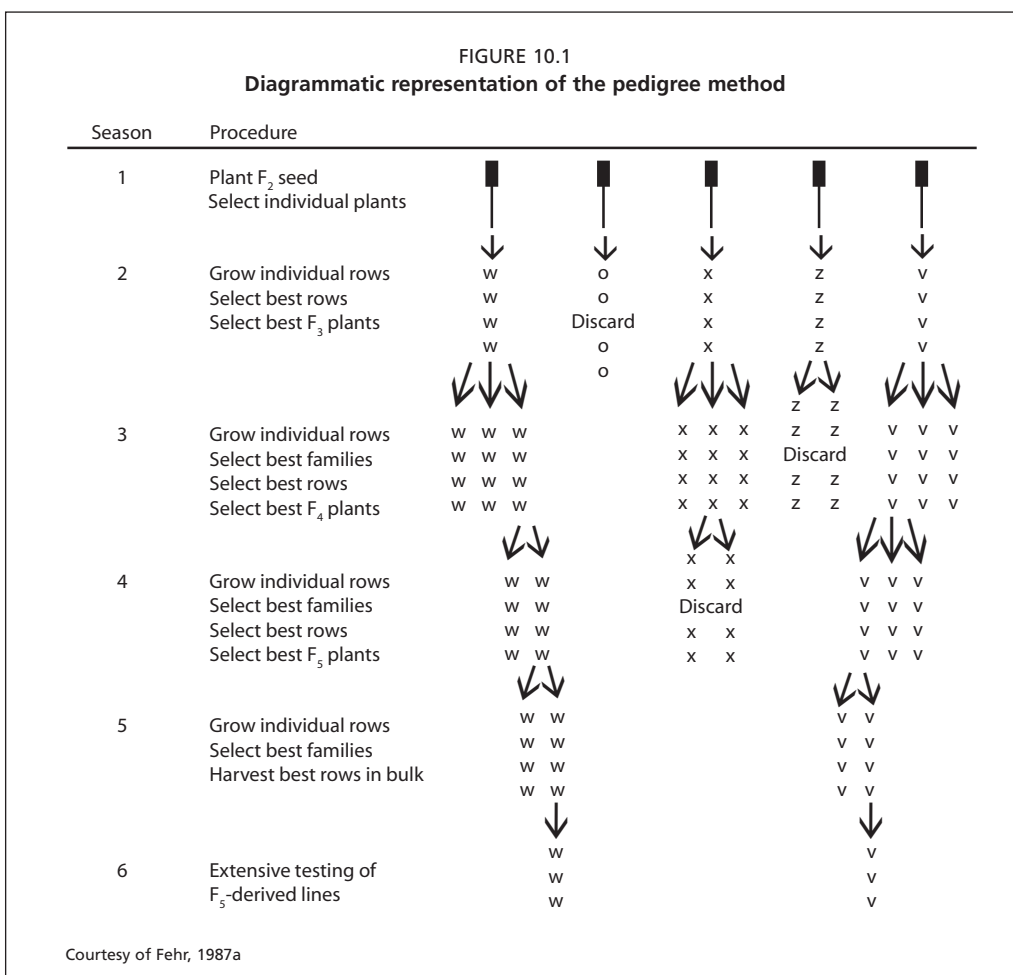 FIGURE 10.1
Diagrammatic representation of the pedigree method
Season Procedure
1 Plant F₂ seed
Select individual plants
2 Grow individual rows w o x z v
Select best rows w o x z v
Select best F₃ plants w Discard x z v
w o x z v
o
z z
3 Grow individual rows w w w x x x z z v v v
Select best families w w w x x x Discard v v v
Select best rows w w w x x x z z v v v
Select best F₄ plants w w w x x x z z v v v
x x
4 Grow individual rows w w x x v v v
Select best families w w Discard v v v
Select best rows w w x x v v v
Select best F₅ plants w w x x v v v
5 Grow individual rows w w v v
Select best families w w v v
Harvest best rows in bulk w w v v
w w v v
w v
6 Extensive testing of w v
F₅-derived lines w v
Courtesy of Fehr, 1987a